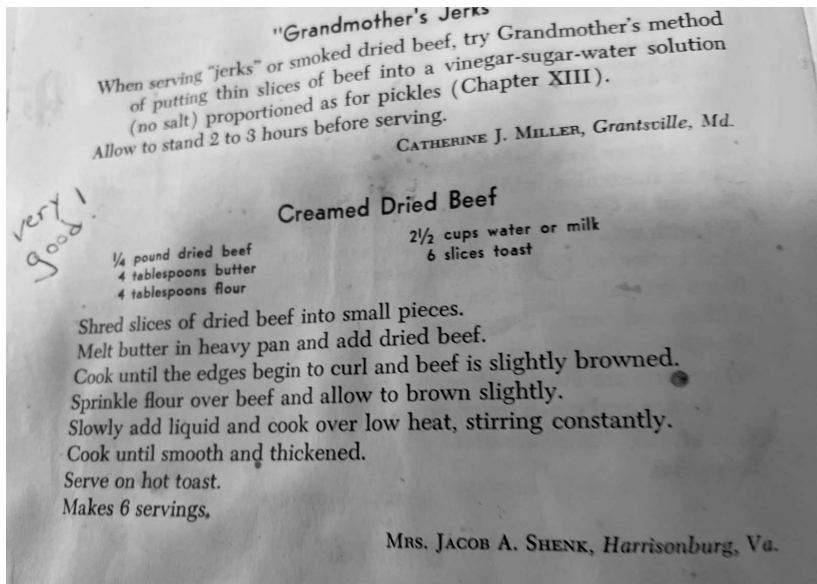 "Grandmother's Jerks
When serving "jerks" or smoked dried beef, try Grandmother's method
of putting thin slices of beef into a vinegar-sugar-water solution
(no salt) proportioned as for pickles (Chapter XIII).
Allow to stand 2 to 3 hours before serving.
CATHERINE J. MILLER, Grantsville, Md.
very
good!
Creamed Dried Beef
¼ pound dried beef
4 tablespoons butter
4 tablespoons flour
2½ cups water or milk
6 slices toast
Shred slices of dried beef into small pieces.
Melt butter in heavy pan and add dried beef.
Cook until the edges begin to curl and beef is slightly browned.
Sprinkle flour over beef and allow to brown slightly.
Slowly add liquid and cook over low heat, stirring constantly.
Cook until smooth and thickened.
Serve on hot toast.
Makes 6 servings.
MRS. JACOB A. SHENK, Harrisonburg, Va.